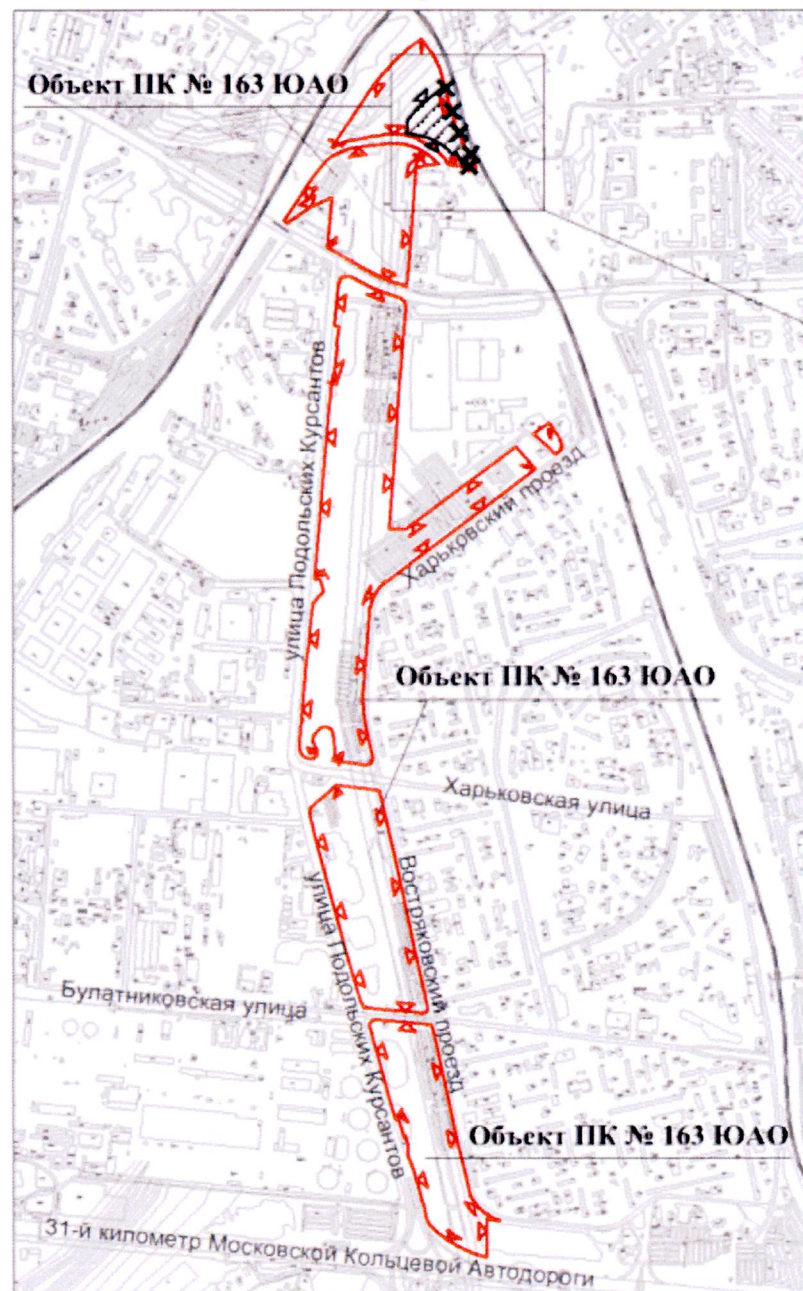 Объект ПК № 163 ЮАО
улица Подольских Курсантов
Харьковский проезд
Объект ПК № 163 ЮАО
Харьковская улица
Востряковский проезд
улица Подольских Курсантов
Булатниковская улица
Объект ПК № 163 ЮАО
31-й километр Московской Кольцевой Автодороги